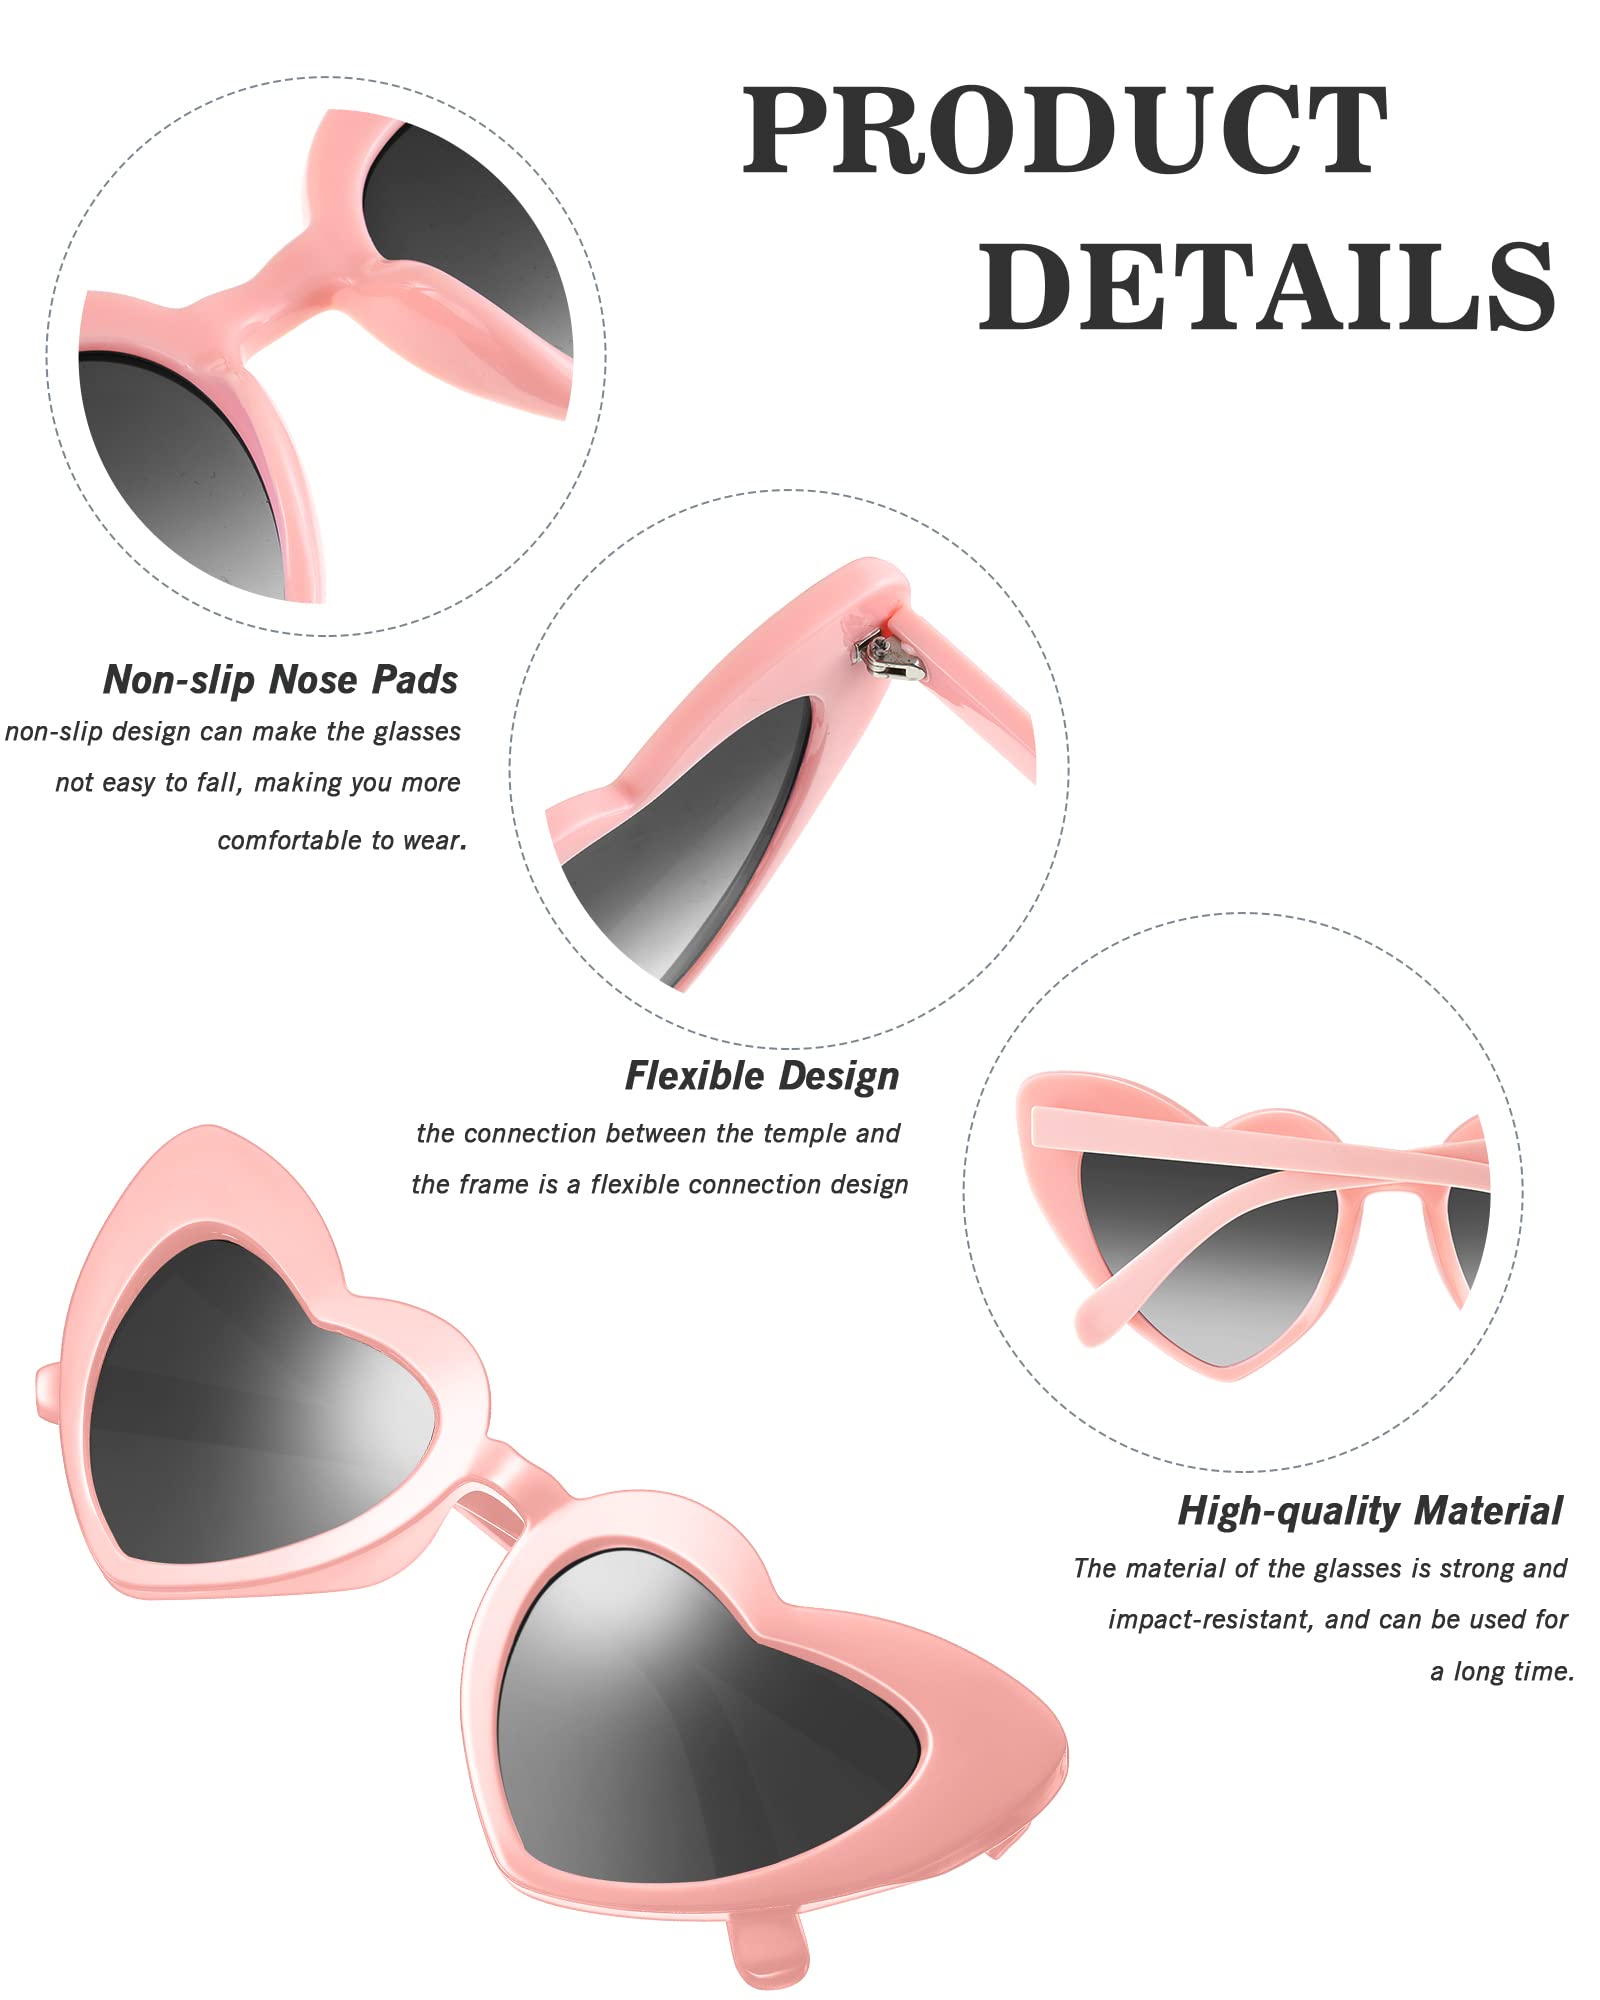 PRODUCT
DETAILS
Non-slip Nose Pads
non-slip design can make the glasses
not easy to fall, making you more
comfortable to wear.
Flexible Design
the connection between the temple and
the frame is a flexible connection design
High-quality Material
The material of the glasses is strong and
impact-resistant, and can be used for
a long time.